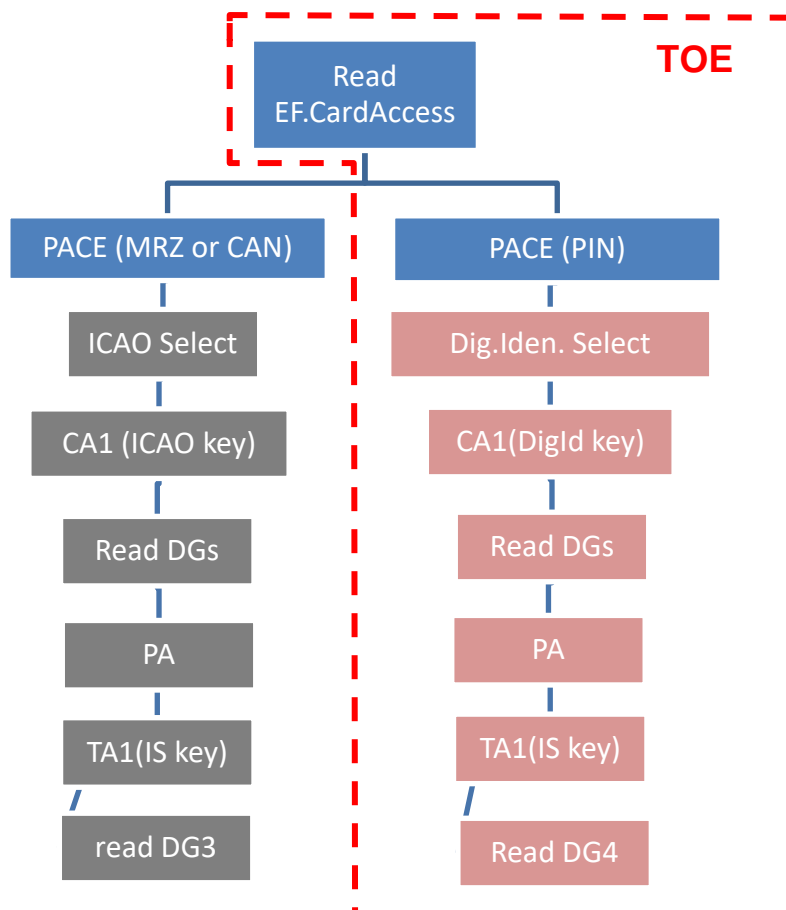 TOE
Read
EF.CardAccess
PACE (MRZ or CAN)
PACE (PIN)
ICAO Select
Dig.Iden. Select
CA1 (ICAO key)
CA1(DigId key)
Read DGs
Read DGs
PA
PA
TA1(IS key)
TA1(IS key)
read DG3
Read DG4